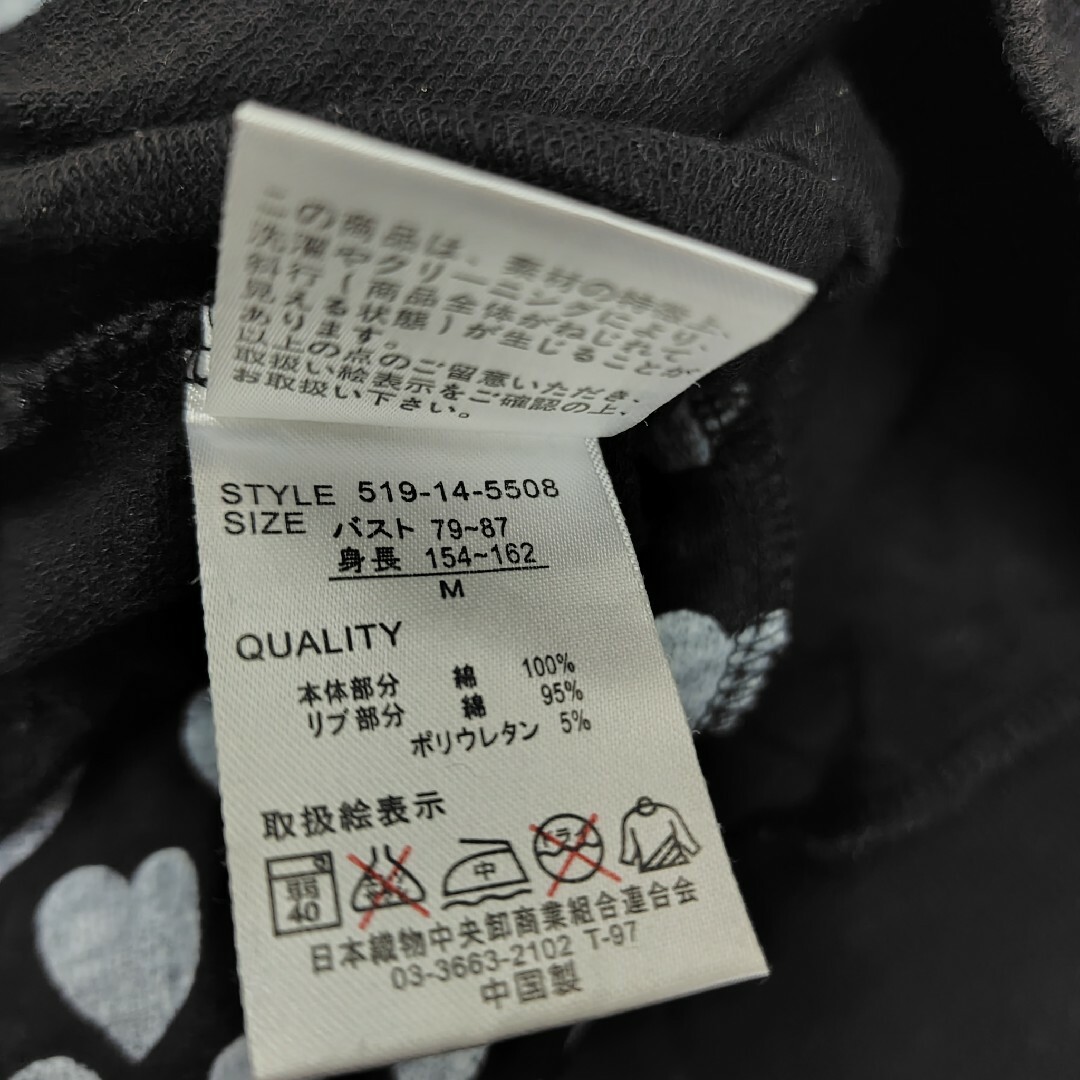 この商品は、素材の特徴上、
洗濯やクリーニングにより、
斜行(商品全体がねじれて
見える状態)が生じることが
あります。
以上の点のご留意いただき、
取扱い絵表示をご確認の上、
お取扱い下さい。
STYLE 519-14-5508
SIZE バスト 79~87
身長 154~162
M
QUALITY
本体部分 綿 100%
リブ部分 綿 95%
ポリウレタン 5%
取扱絵表示
弱 40 中 ドライ
日本織物中央卸商業組合連合会
03-3663-2102 T-97
中国製